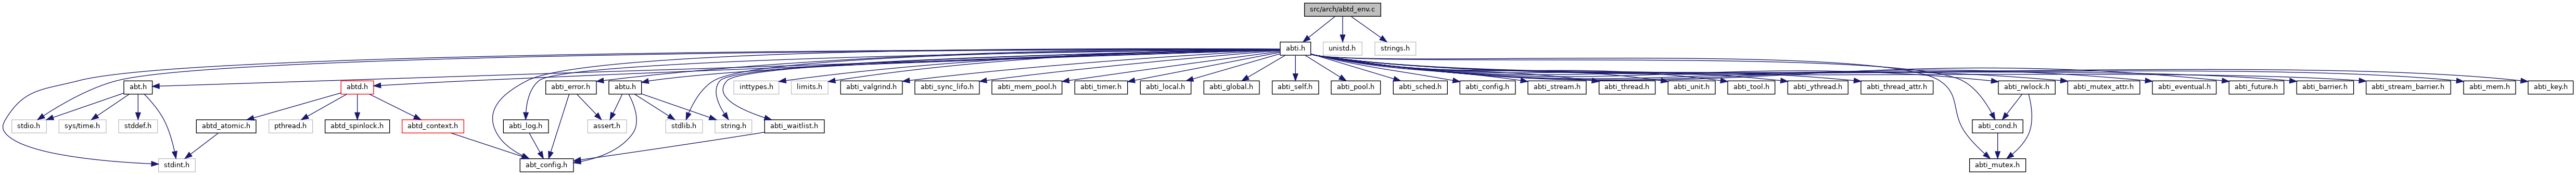 src/arch/abtd_env.c
abti.h
unistd.h
strings.h
abt.h
abtd.h
abti_error.h
abtu.h
inttypes.h
limits.h
abti_valgrind.h
abti_sync_lifo.h
abti_mem_pool.h
abti_timer.h
abti_local.h
abti_global.h
abti_self.h
abti_pool.h
abti_sched.h
abti_config.h
abti_stream.h
abti_thread.h
abti_unit.h
abti_tool.h
abti_ythread.h
abti_thread_attr.h
abti_rwlock.h
abti_mutex_attr.h
abti_eventual.h
abti_future.h
abti_barrier.h
abti_stream_barrier.h
abti_mem.h
abti_key.h
stdio.h
sys/time.h
stddef.h
abtd_atomic.h
pthread.h
abtd_spinlock.h
abtd_context.h
abti_log.h
assert.h
stdlib.h
string.h
abti_waitlist.h
abti_cond.h
stdint.h
abt_config.h
abti_mutex.h